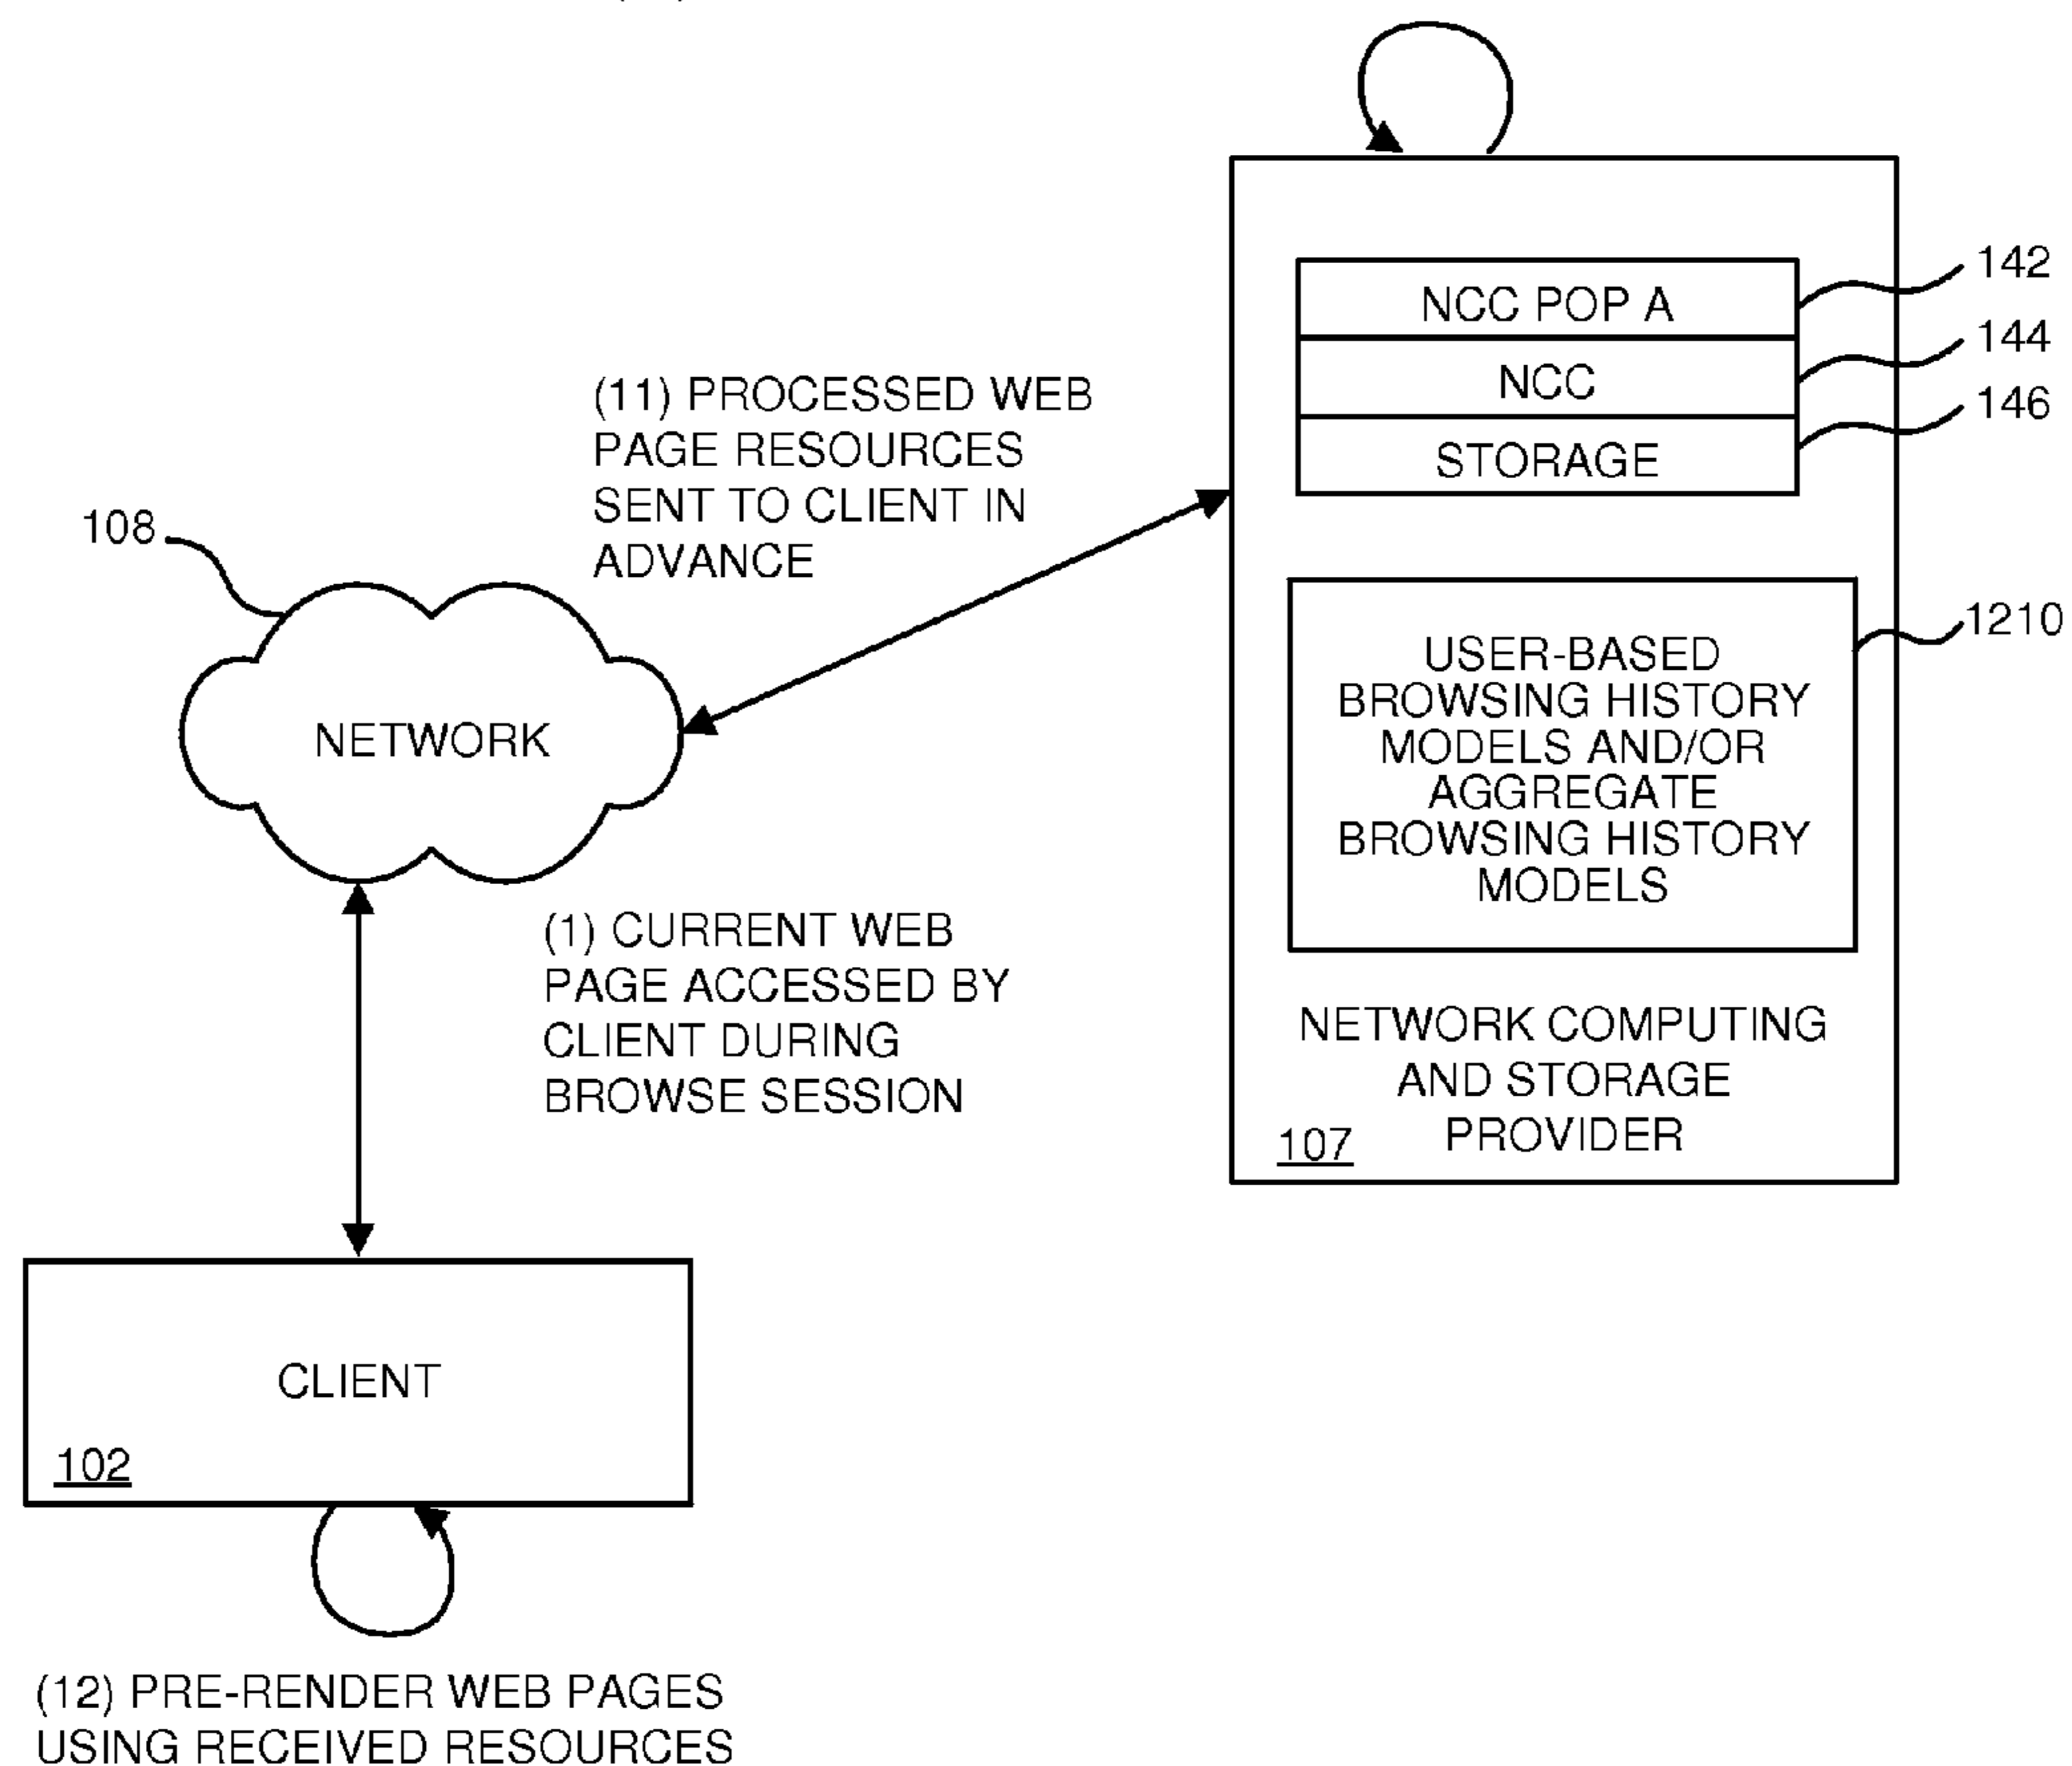 142
NCC POP A
144
NCC
146
STORAGE
(11) PROCESSED WEB
PAGE RESOURCES
SENT TO CLIENT IN
ADVANCE
108
NETWORK
1210
USER-BASED
BROWSING HISTORY
MODELS AND/OR
AGGREGATE
BROWSING HISTORY
MODELS
(1) CURRENT WEB
PAGE ACCESSED BY
CLIENT DURING
BROWSE SESSION
NETWORK COMPUTING
AND STORAGE
PROVIDER
107
CLIENT
102
(12) PRE-RENDER WEB PAGES
USING RECEIVED RESOURCES